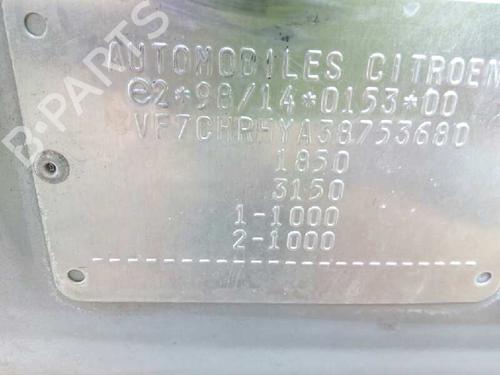 B-PARTS
AUTOMOBILES CITROEN
e2*98/14*0153*00
VF7CHRHYA38753680
1850
3150
1-1000
2-1000